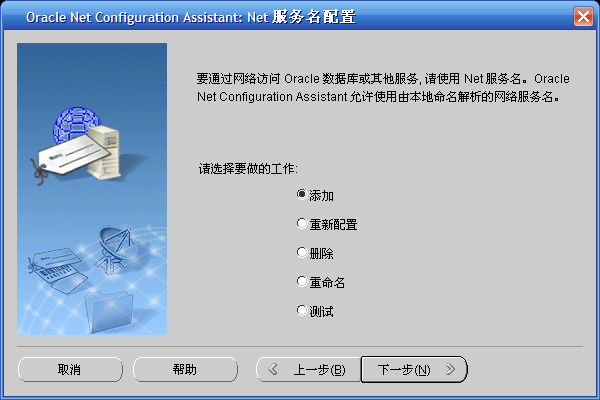 Oracle Net Configuration Assistant: Net 服务名配置
要通过网络访问 Oracle 数据库或其他服务, 请使用 Net 服务名。Oracle
Net Configuration Assistant 允许使用由本地命名解析的网络服务名。
请选择要做的工作:
添加
重新配置
删除
重命名
测试
取消
帮助
上一步(B)
下一步(N)